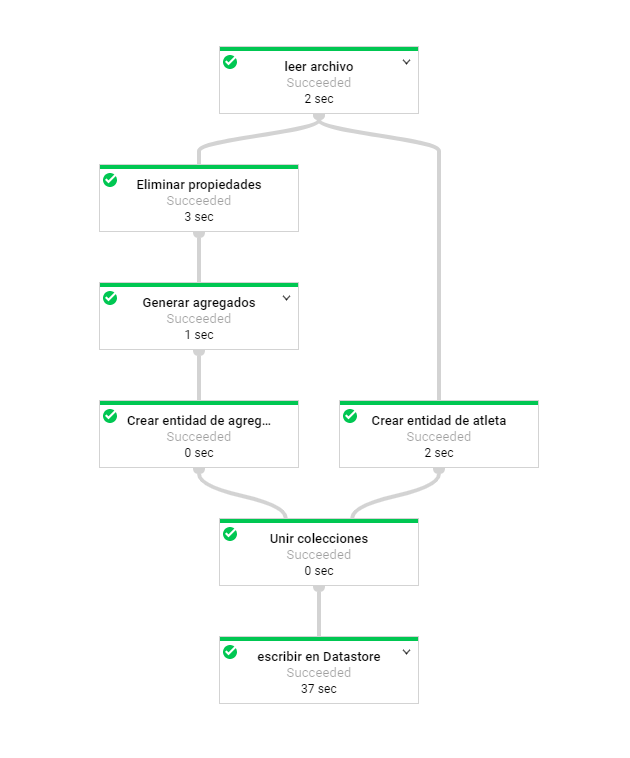 leer archivo
Succeeded
2 sec
Eliminar propiedades
Succeeded
3 sec
Generar agregados
Succeeded
1 sec
Crear entidad de agreg...
Succeeded
0 sec
Crear entidad de atleta
Succeeded
2 sec
Unir colecciones
Succeeded
0 sec
escribir en Datastore
Succeeded
37 sec